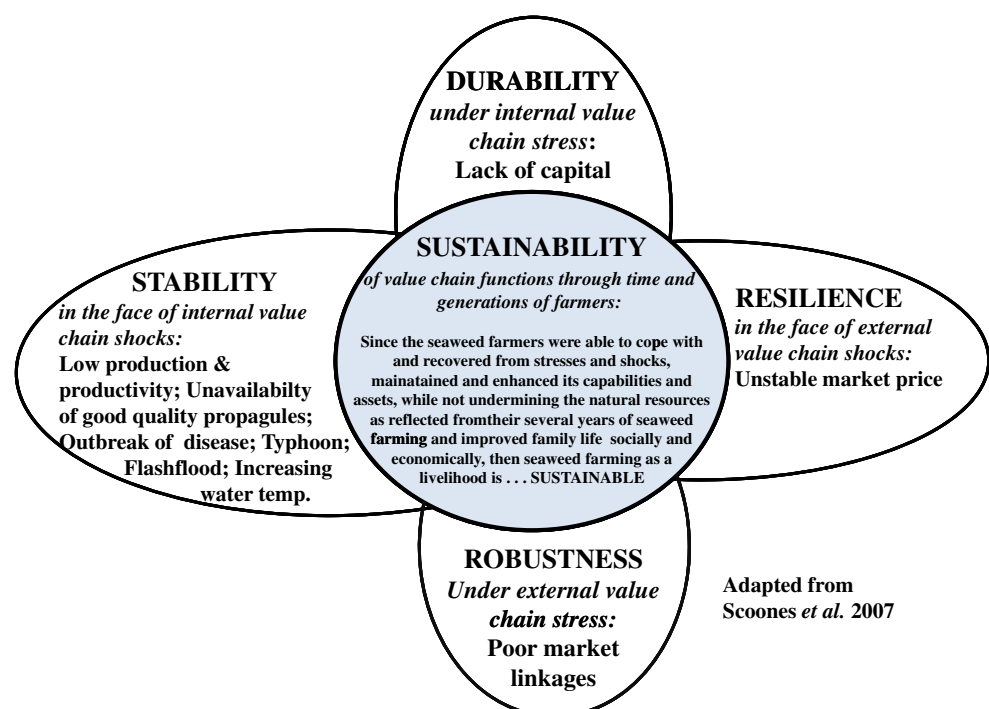 DURABILITY
under internal value
chain stress:
Lack of capital
SUSTAINABILITY
of value chain functions through time and
generations of farmers:
Since the seaweed farmers were able to cope with
and recovered from stresses and shocks,
mainatained and enhanced its capabilities and
assets, while not undermining the natural resources
as reflected fromtheir several years of seaweed
farming and improved family life socially and
economically, then seaweed farming as a
livelihood is . . . SUSTAINABLE
STABILITY
in the face of internal value
chain shocks:
Low production &
productivity; Unavailabilty
of good quality propagules;
Outbreak of disease; Typhoon;
Flashflood; Increasing
water temp.
RESILIENCE
in the face of external
value chain shocks:
Unstable market price
ROBUSTNESS
Under external value
chain stress:
Poor market
linkages
Adapted from
Scoones et al. 2007